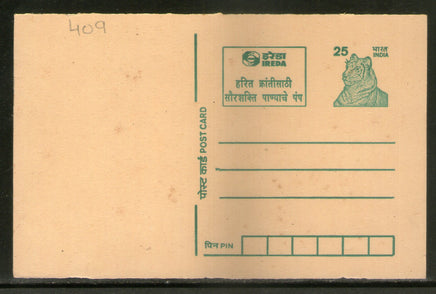 409
इरेडा
IREDA
हरित क्रांतीसाठी
सौरशक्ति पाण्याचे पंप
25 भारत
INDIA
पोस्ट कार्ड POST CARD
पिन PIN